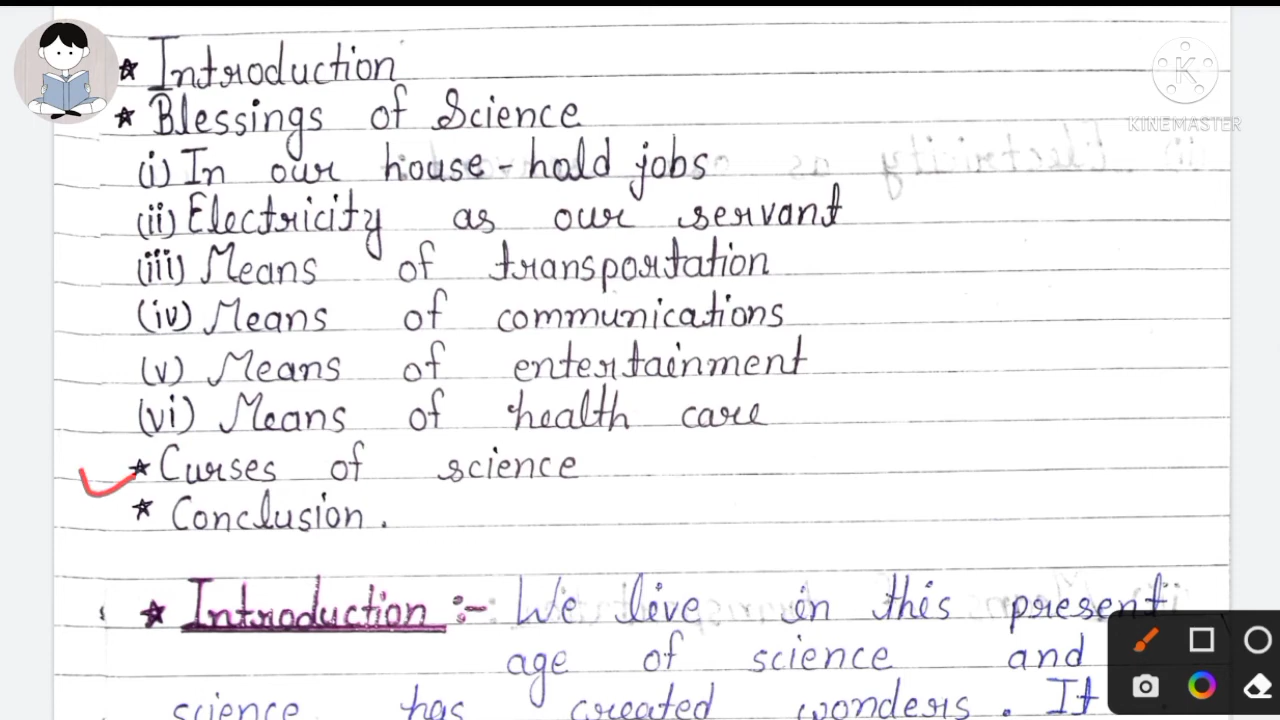 ★ Introduction
★ Blessings of Science
(i) In our house-hold jobs
(ii) Electricity as our servant
(iii) Means of transportation
(iv) Means of communications
(v) Means of entertainment
(vi) Means of health care
★ Curses of science
★ Conclusion.
★ Introduction :- We live in this present
age of science and
science has created wonders. It
KINEMASTER